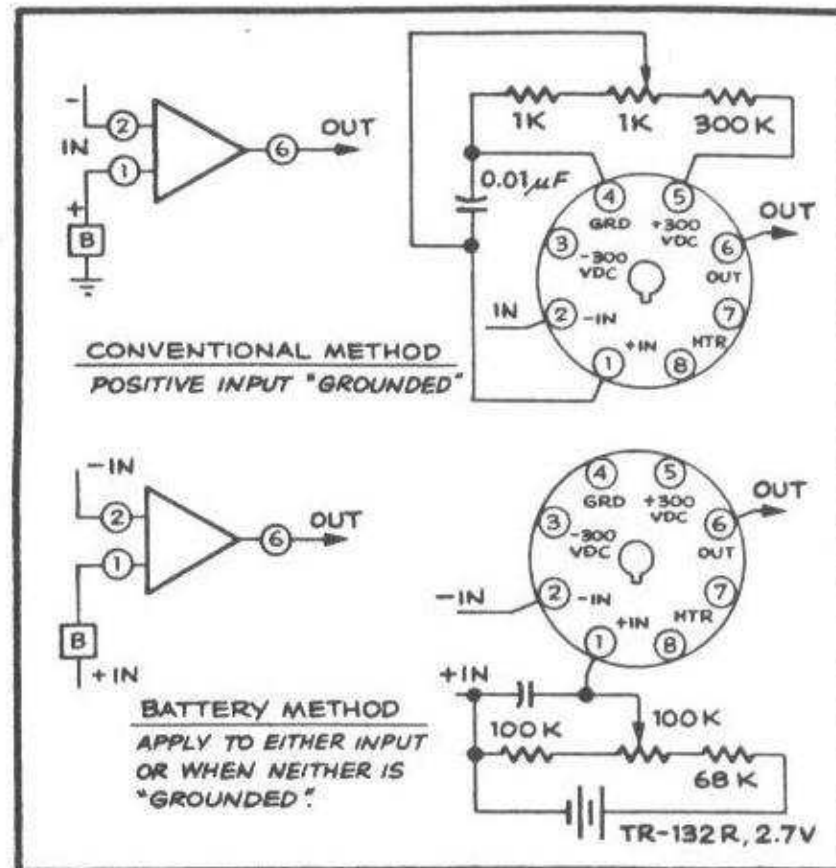 -
2
IN
1
+
B
6
OUT
CONVENTIONAL METHOD
POSITIVE INPUT "GROUNDED"
1K
1K
300K
0.01µF
4
GRD
5
+300
VDC
3
-300
VDC
6
OUT
OUT
IN
2
-IN
7
HTR
1
+IN
8
-IN
2
1
6
OUT
B
+IN
BATTERY METHOD
APPLY TO EITHER INPUT
OR WHEN NEITHER IS
"GROUNDED".
4
GRD
5
+300
VDC
3
-300
VDC
6
OUT
OUT
-IN
2
-IN
7
HTR
1
+IN
8
+IN
100K
100K
68K
TR-132R, 2.7V